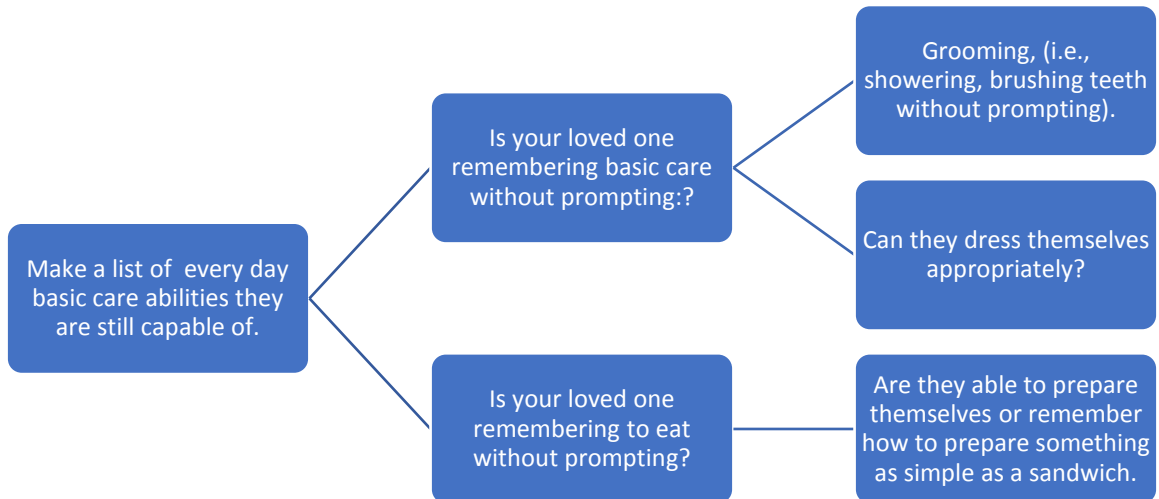 Make a list of every day
basic care abilities they
are still capable of.
Is your loved one
remembering basic care
without prompting:?
Grooming, (i.e.,
showering, brushing teeth
without prompting).
Can they dress themselves
appropriately?
Is your loved one
remembering to eat
without prompting?
Are they able to prepare
themselves or remember
how to prepare something
as simple as a sandwich.